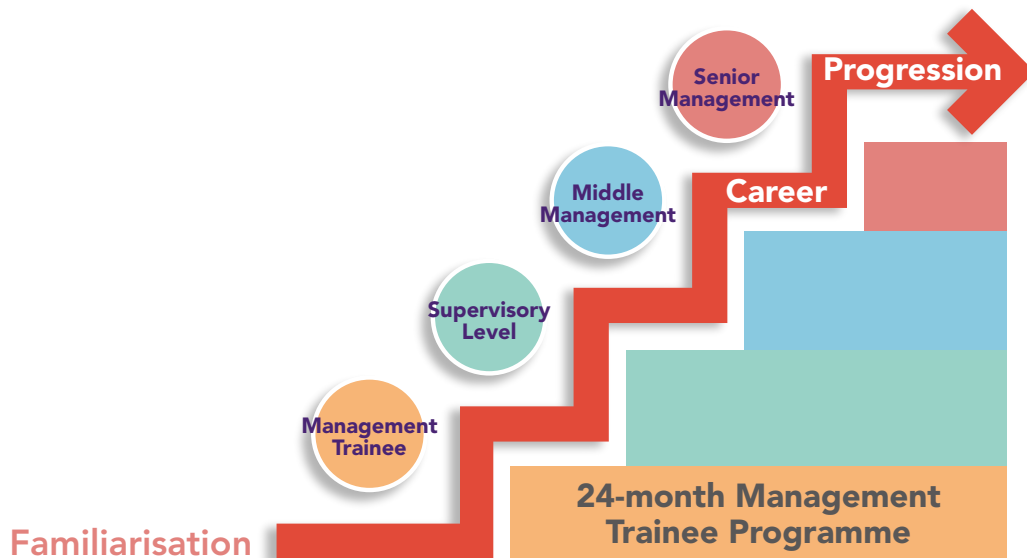 Progression
Senior
Management
Career
Middle
Management
Supervisory
Level
Management
Trainee
24-month Management
Trainee Programme
Familiarisation